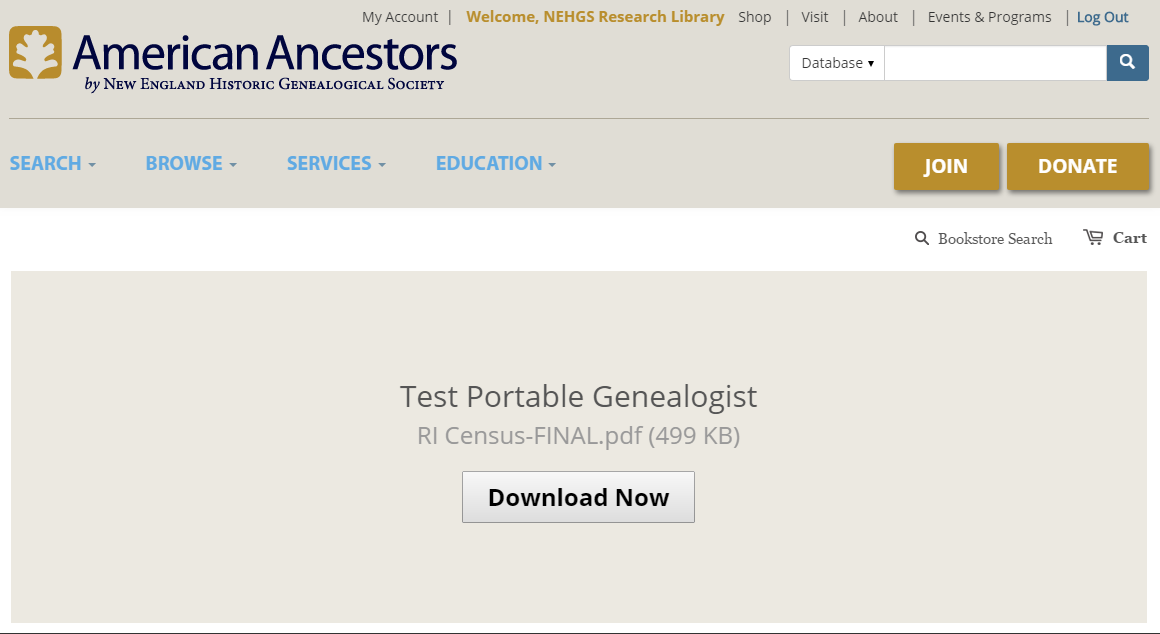 My Account | Welcome, NEHGS Research Library Shop | Visit | About | Events & Programs | Log Out
American Ancestors
by New England Historic Genealogical Society
Database ▾
SEARCH BROWSE SERVICES EDUCATION JOIN DONATE
Bookstore Search Cart
Test Portable Genealogist
RI Census-FINAL.pdf (499 KB)
Download Now